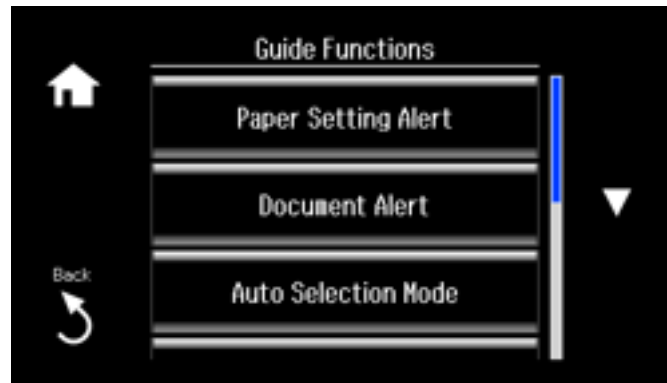 Guide Functions
Paper Setting Alert
Document Alert
Back
Auto Selection Mode